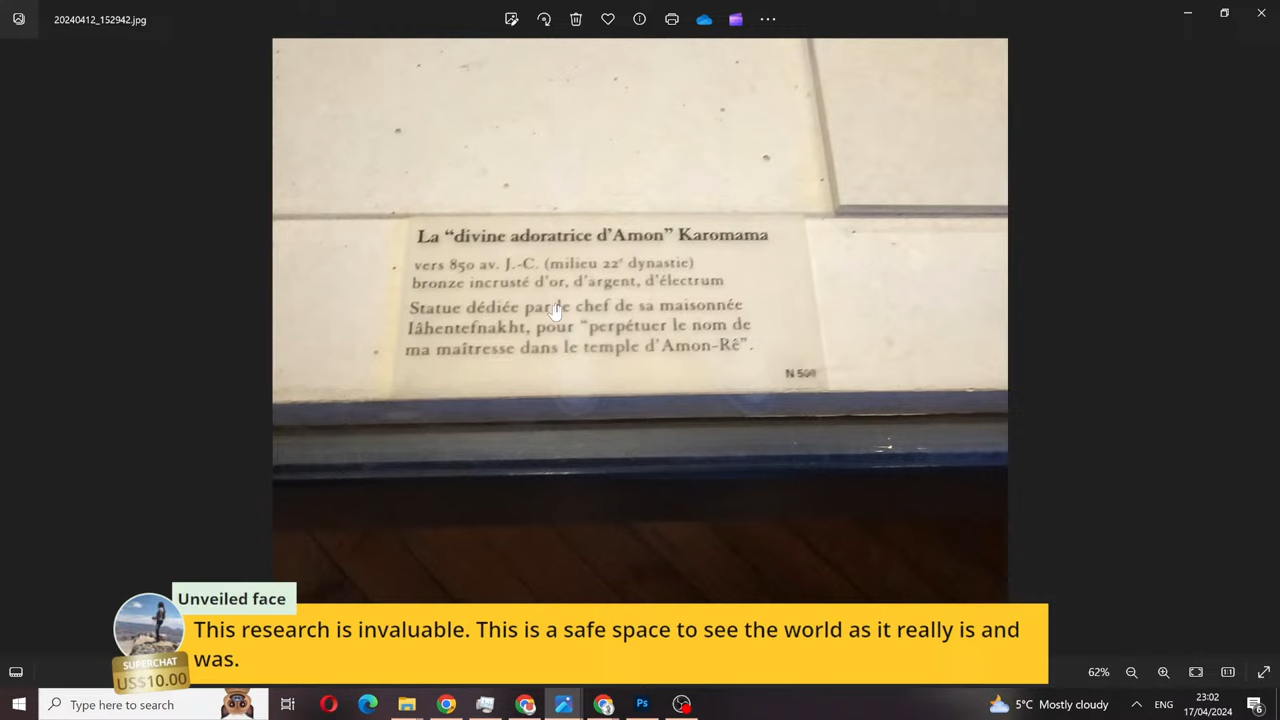 20240412_152942.jpg
La “divine adoratrice d’Amon” Karomama
vers 850 av. J.-C. (milieu 22e dynastie)
bronze incrusté d’or, d’argent, d’électrum
Statue dédiée par le chef de sa maisonnée
Iâhentefnakht, pour “perpétuer le nom de
ma maîtresse dans le temple d’Amon-Rê”.
Unveiled face
This research is invaluable. This is a safe space to see the world as it really is and
was.
SUPERCHAT
US$10.00
62%
Type here to search
Ps
5°C Mostly cloudy
ENG
23:02
17/04/2024
6